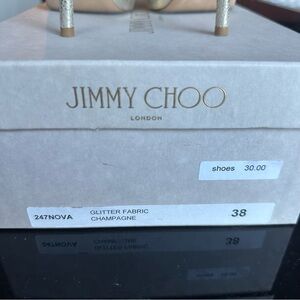 JIMMY CHOO
LONDON
shoes 30.00
247NOVA GLITTER FABRIC 38
CHAMPAGNE